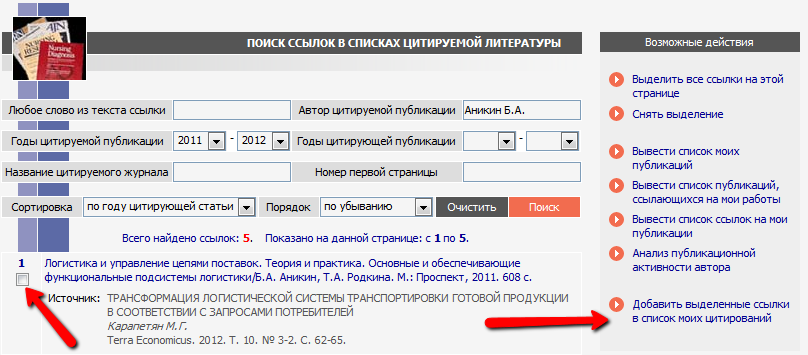 ПОИСК ССЫЛОК В СПИСКАХ ЦИТИРУЕМОЙ ЛИТЕРАТУРЫ
Любое слово из текста ссылки
Автор цитируемой публикации Аникин Б.А.
Годы цитируемой публикации 2011 - 2012 Годы цитирующей публикации -
Название цитируемого журнала Номер первой страницы
Сортировка по году цитирующей статьи Порядок по убыванию Очистить Поиск
Всего найдено ссылок: 5. Показано на данной странице: с 1 по 5.
1 Логистика и управление цепями поставок. Теория и практика. Основные и обеспечивающие
функциональные подсистемы логистики/Б.А. Аникин, Т.А. Родкина. М.: Проспект, 2011. 608 с.
Источник: ТРАНСФОРМАЦИЯ ЛОГИСТИЧЕСКОЙ СИСТЕМЫ ТРАНСПОРТИРОВКИ ГОТОВОЙ ПРОДУКЦИИ
В СООТВЕТСТВИИ С ЗАПРОСАМИ ПОТРЕБИТЕЛЕЙ
Карапетян М.Г.
Terra Economicus. 2012. Т. 10. № 3-2. С. 62-65.
Возможные действия
Выделить все ссылки на этой
странице
Снять выделение
Вывести список моих
публикаций
Вывести список публикаций,
ссылающихся на мои работы
Вывести список ссылок на мои
публикации
Анализ публикационной
активности автора
Добавить выделенные ссылки
в список моих цитирований
Nursing
Diagnosis